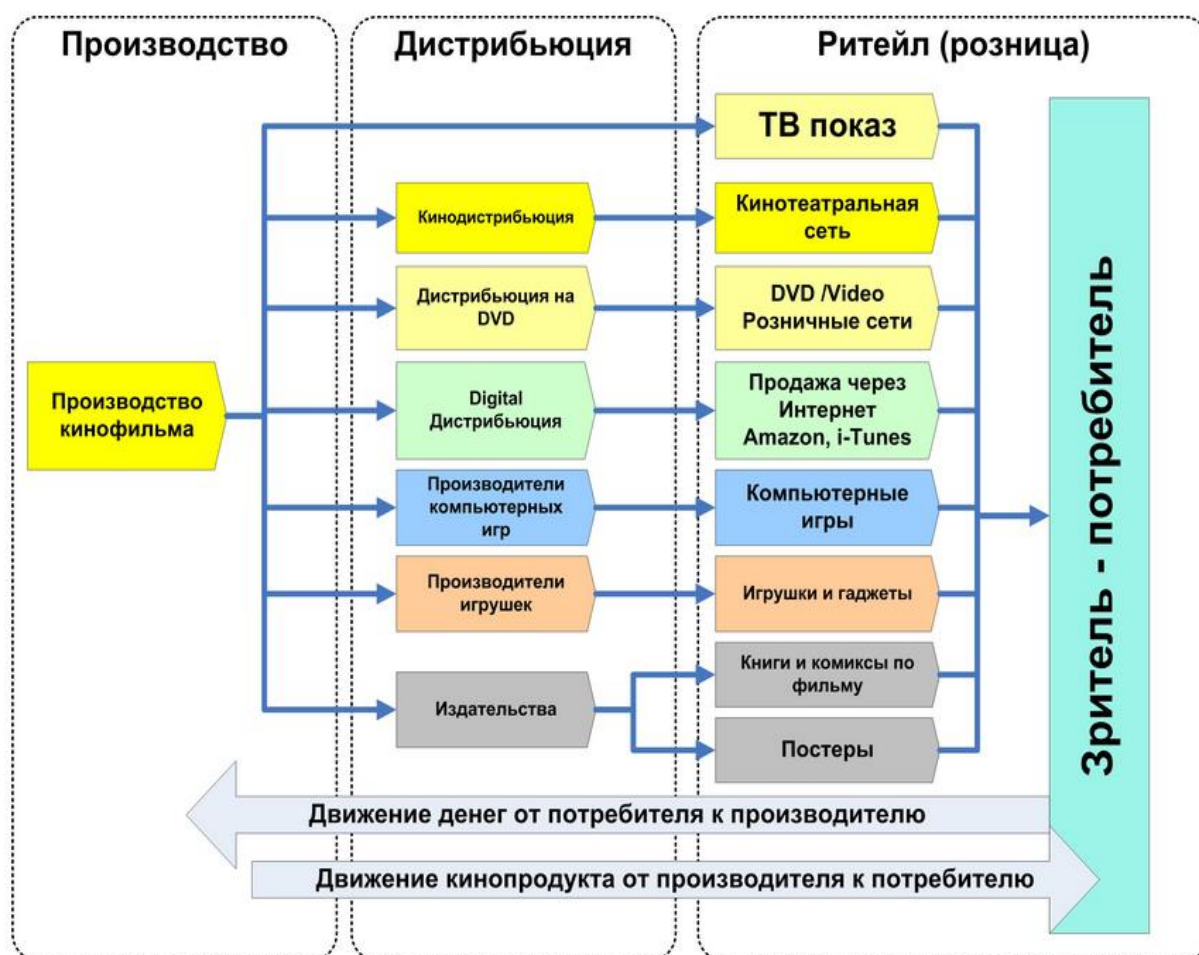 Производство
Дистрибьюция
Ритейл (розница)
ТВ показ
Кинодистрибьюция
Кинотеатральная
сеть
Дистрибьюция на
DVD
DVD /Video
Розничные сети
Производство
кинофильма
Digital
Дистрибьюция
Продажа через
Интернет
Amazon, i-Tunes
Производители
компьютерных
игр
Компьютерные
игры
Производители
игрушек
Игрушки и гаджеты
Издательства
Книги и комиксы по
фильму
Постеры
Зритель - потребитель
Движение денег от потребителя к производителю
Движение кинопродукта от производителя к потребителю